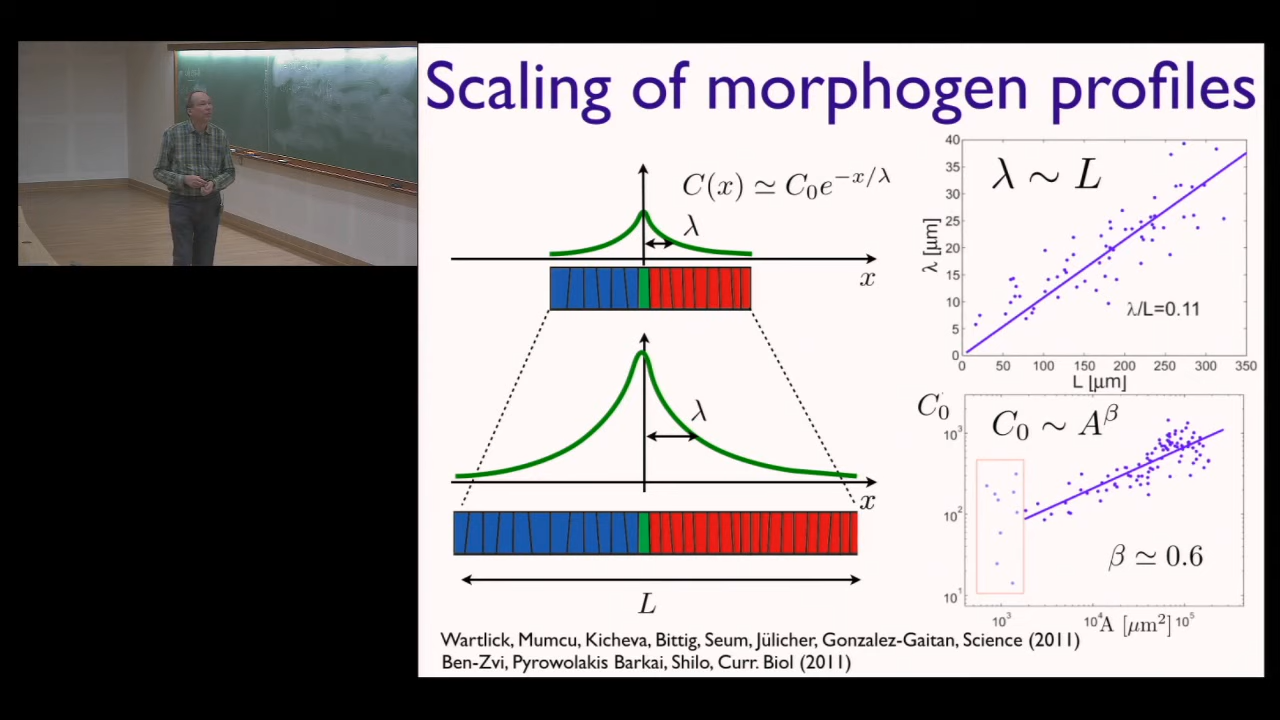 Scaling of morphogen profiles
C(x) ≃ C₀e^{−x/λ}
λ
x
λ
x
L
λ ∼ L
λ [μm]
40
35
30
25
20
15
10
5
0
λ/L=0.11
0 50 100 150 200 250 300 350
L [μm]
C₀
C₀ ∼ A^β
10³
10²
10¹
β ≃ 0.6
10³ 10⁴ A [μm²] 10⁵
Wartlick, Mumcu, Kicheva, Bittig, Seum, Jülicher, Gonzalez-Gaitan, Science (2011)
Ben-Zvi, Pyrowolakis Barkai, Shilo, Curr. Biol (2011)